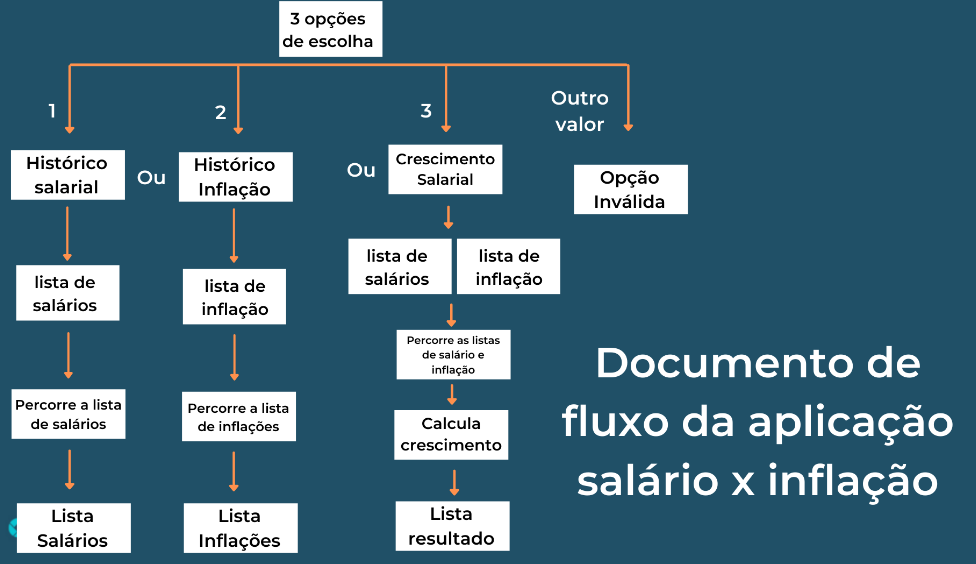 3 opções
de escolha
1
2
3
Outro
valor
Histórico
salarial
Ou
Histórico
Inflação
Ou
Crescimento
Salarial
Opção
Inválida
lista de
salários
lista de
inflação
lista de
salários
lista de
inflação
Percorre a lista
de salários
Percorre a lista
de inflações
Percorre as listas
de salário e
inflação
Calcula
crescimento
Lista
Salários
Lista
Inflações
Lista
resultado
Documento de
fluxo da aplicação
salário x inflação